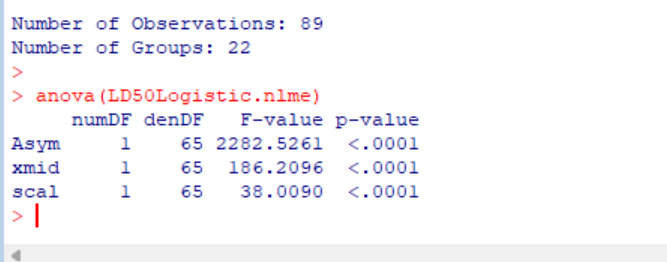 Number of Observations: 89
Number of Groups: 22
>
> anova(LD50Logistic.nlme)
     numDF denDF   F-value p-value
Asym     1    65 2282.5261  <.0001
xmid     1    65  186.2096  <.0001
scal     1    65   38.0090  <.0001
>